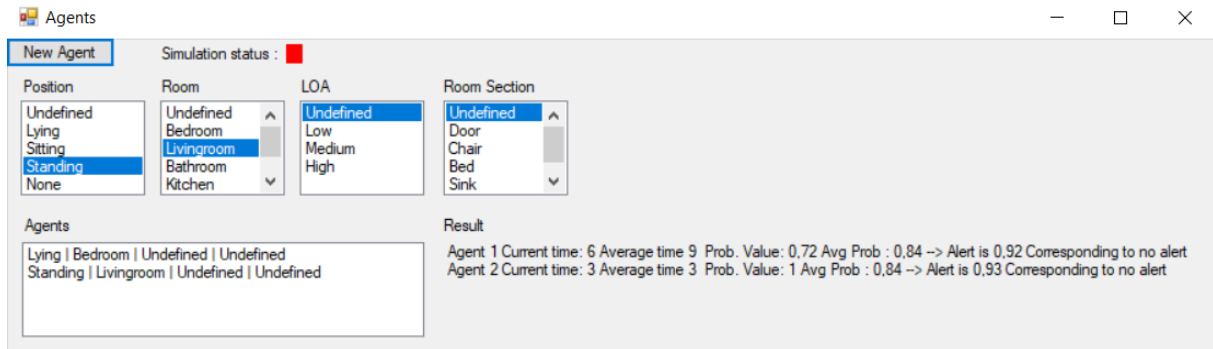 Agents
New Agent
Simulation status :
Position
Room
LOA
Room Section
Undefined
Lying
Sitting
Standing
None
Undefined
Bedroom
Livingroom
Bathroom
Kitchen
Undefined
Low
Medium
High
Undefined
Door
Chair
Bed
Sink
Agents
Lying | Bedroom | Undefined | Undefined
Standing | Livingroom | Undefined | Undefined
Result
Agent 1 Current time: 6 Average time 9 Prob. Value: 0,72 Avg Prob : 0,84 --> Alert is 0,92 Corresponding to no alert
Agent 2 Current time: 3 Average time 3 Prob. Value: 1 Avg Prob : 0,84 --> Alert is 0,93 Corresponding to no alert